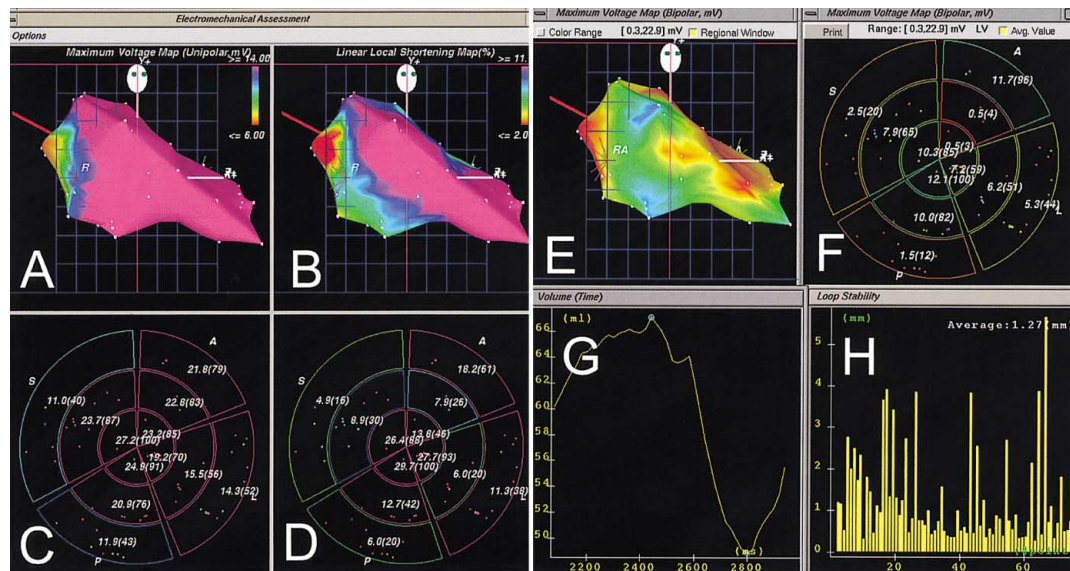 Electromechanical Assessment
Options
Maximum Voltage Map (Unipolar, mV)
>= 14.00
<= 6.00
Y+
R
A
Linear Local Shortening Map(%)
>= 11.
<= 2.0
Y+
R
B
Maximum Voltage Map (Bipolar, mV)
Color Range
[ 0.3,22.9] mV
Regional Window
Y+
RA
E
Maximum Voltage Map (Bipolar, mV)
Print
Range: [ 0.3,22.9] mV
LV
Avg. Value
A
11.7(96)
S
2.5(20)
0.5(4)
7.9(65)
0.5(3)
10.3(85)
7.2(59)
12.1(100)
6.2(51)
5.3(44)
L
10.0(82)
1.5(12)
P
F
A
21.8(79)
S
11.0(40)
22.8(83)
23.7(87)
23.2(85)
27.2(100)
19.2(70)
24.9(91)
15.5(56)
14.3(52)
L
20.9(76)
11.9(43)
P
C
A
18.2(61)
S
4.9(16)
7.9(26)
8.9(30)
13.8(46)
26.4(88)
27.7(93)
29.7(100)
6.0(20)
11.3(38)
L
12.7(42)
6.0(20)
P
D
Volume (Time)
(ml)
66
64
62
60
58
56
54
52
50
(ms)
2200
2400
2600
2800
G
Loop Stability
(mm)
Average:1.27(mm)
5
4
3
2
1
0
20
40
60
H